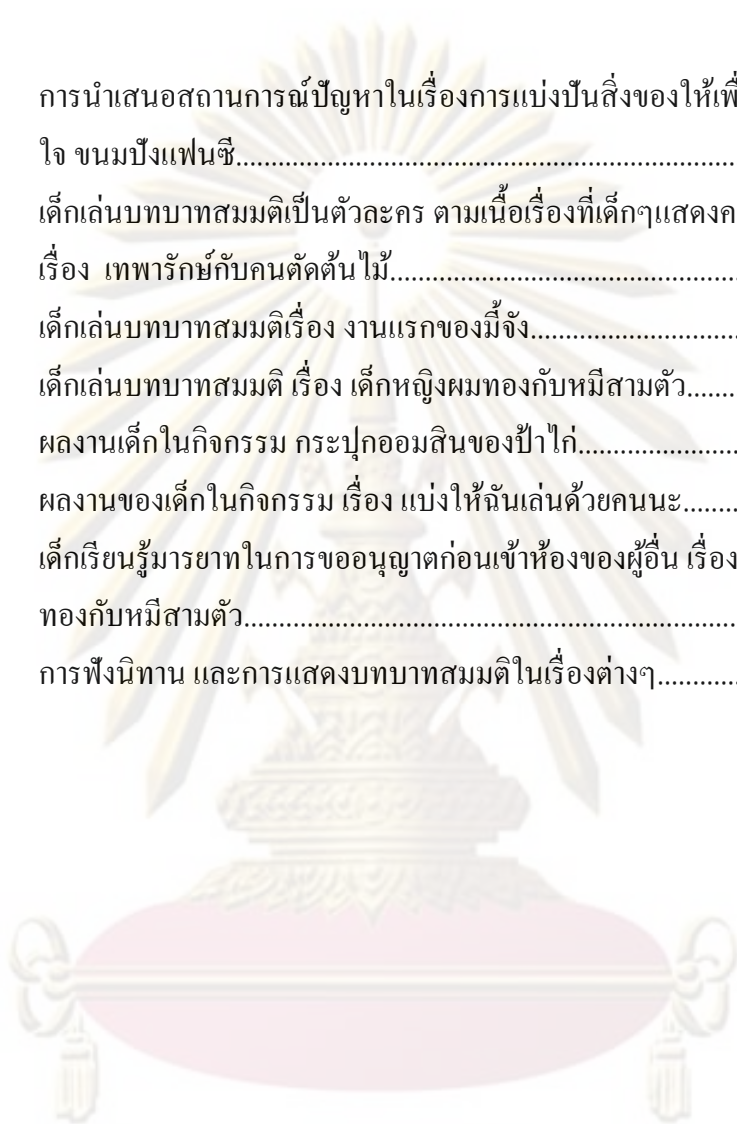 การนำเสนอสถานการณ์ปัญหาในเรื่องการแบ่งปันสิ่งของให้เพื่
ใจ ขนมปังแฟนซี......................................................................
เด็กเล่นบทบาทสมมติเป็นตัวละคร ตามเนื้อเรื่องที่เด็กๆแสดงค
เรื่อง เทพารักษ์กับคนตัดต้นไม้................................................
เด็กเล่นบทบาทสมมติเรื่อง งานแรกของมี้จัง............................
เด็กเล่นบทบาทสมมติ เรื่อง เด็กหญิงผมทองกับหมีสามตัว.......
ผลงานเด็กในกิจกรรม กระปุกออมสินของป้าไก่......................
ผลงานของเด็กในกิจกรรม เรื่อง แบ่งให้ฉันเล่นด้วยคนนะ........
เด็กเรียนรู้มารยาทในการขออนุญาตก่อนเข้าห้องของผู้อื่น เรื่อง
ทองกับหมีสามตัว.....................................................................
การฟังนิทาน และการแสดงบทบาทสมมติในเรื่องต่างๆ............